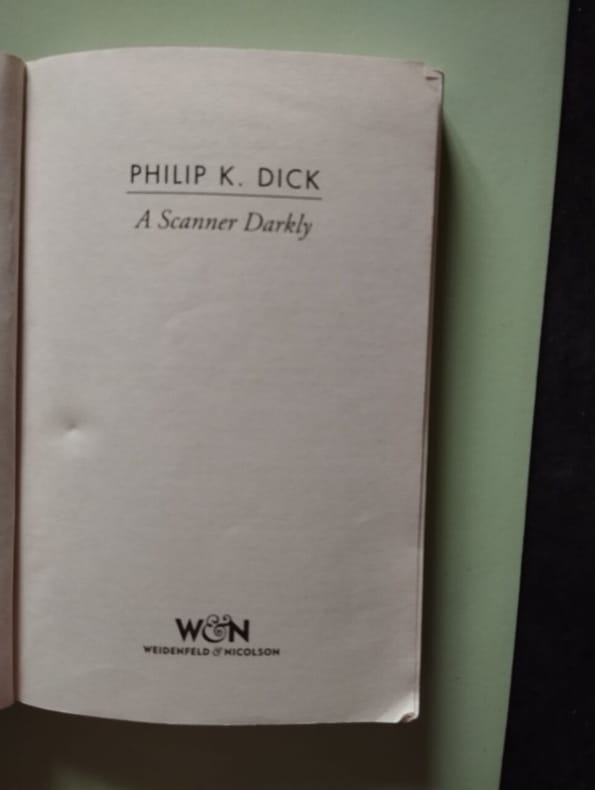 PHILIP K. DICK
A Scanner Darkly
W&N
WEIDENFELD & NICOLSON